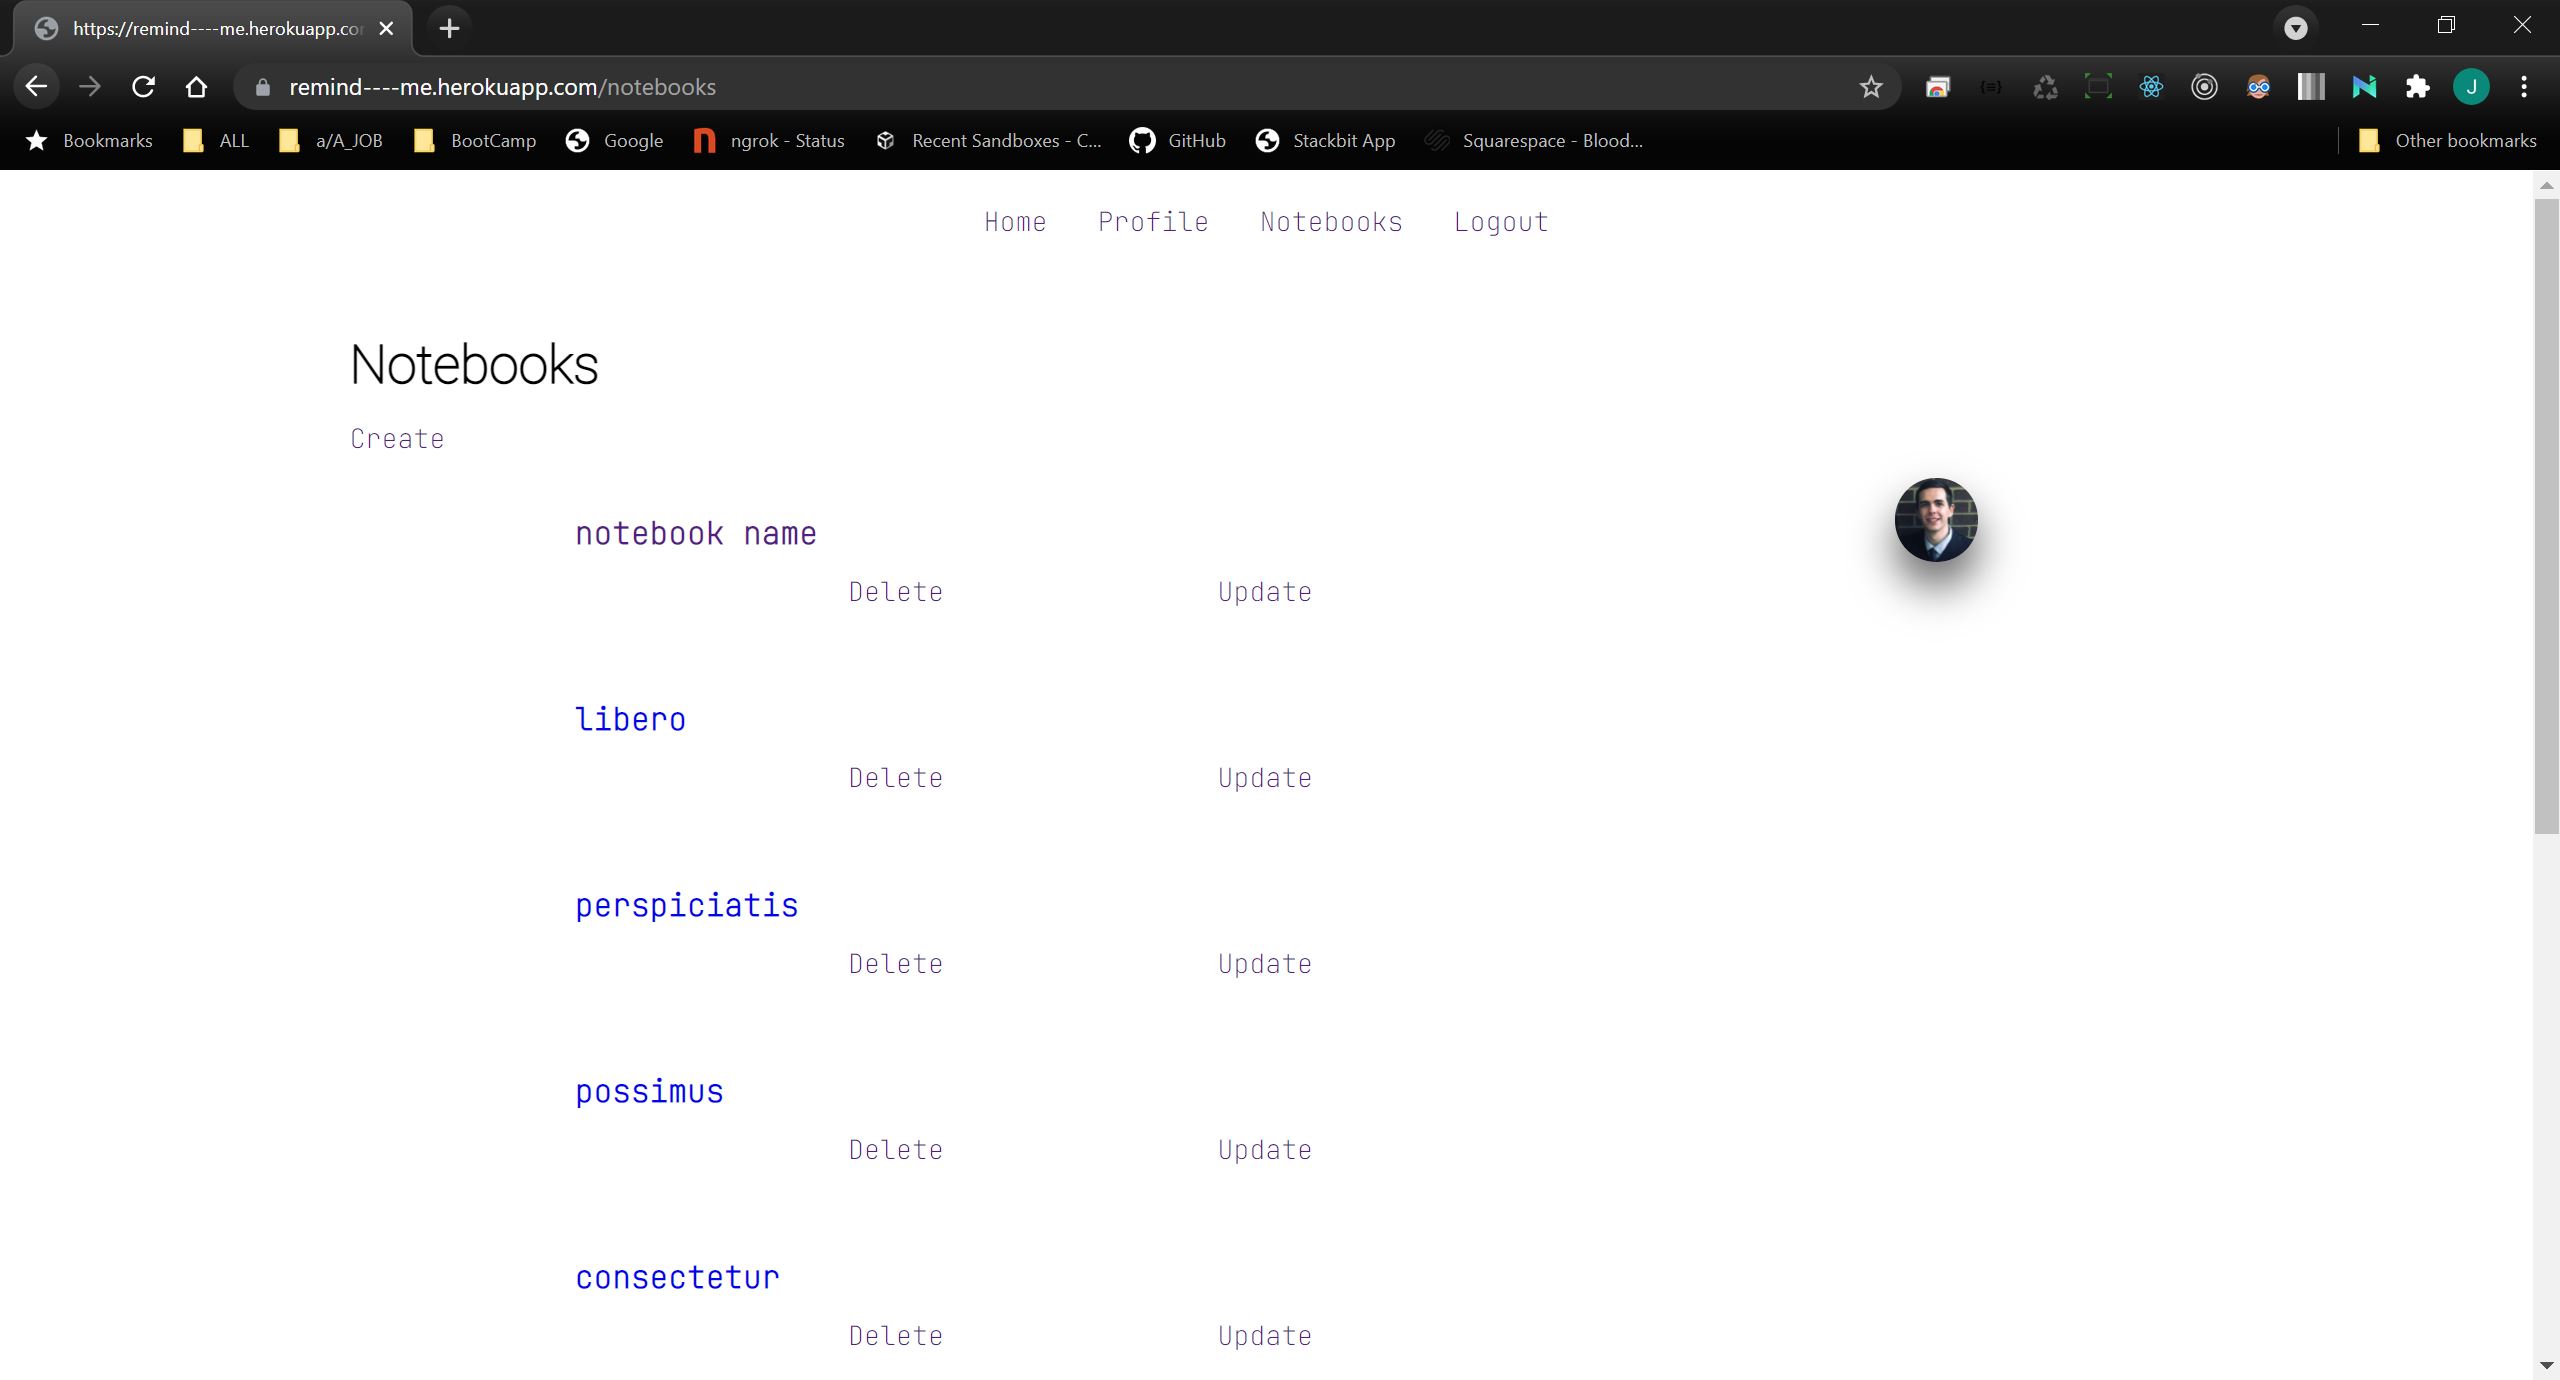 https://remind----me.herokuapp.co
remind----me.herokuapp.com/notebooks
J
Bookmarks ALL a/A_JOB BootCamp Google ngrok - Status Recent Sandboxes - C... GitHub Stackbit App Squarespace - Blood... Other bookmarks
Home Profile Notebooks Logout
Notebooks
Create
notebook name
Delete Update
libero
Delete Update
perspiciatis
Delete Update
possimus
Delete Update
consectetur
Delete Update